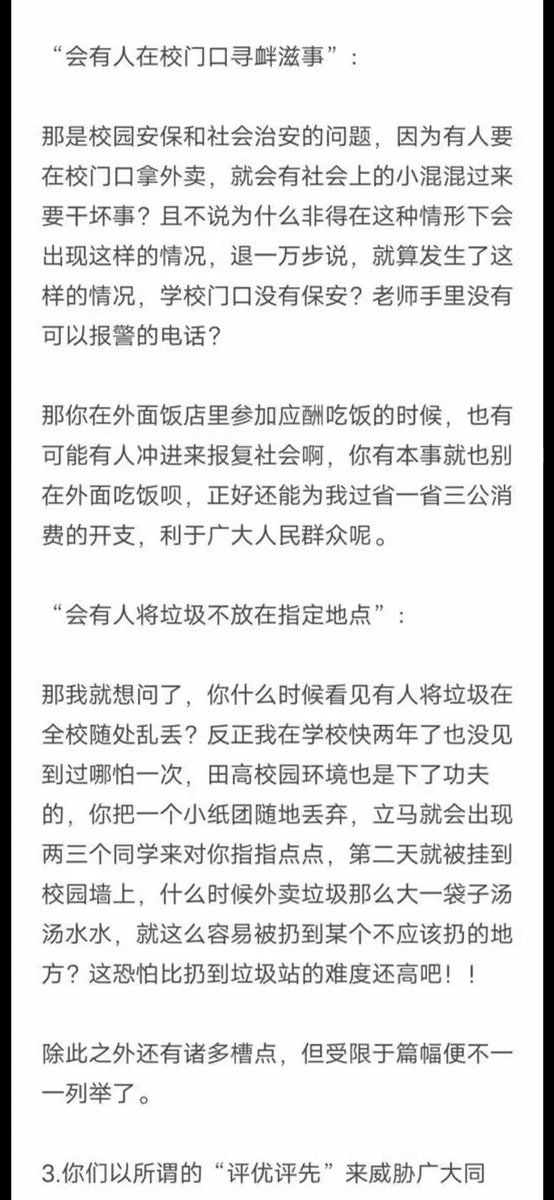 “会有人在校门口寻衅滋事”：
那是校园安保和社会治安的问题，因为有人要
在校门口拿外卖，就会有社会上的小混混过来
要干坏事？且不说为什么非得在这种情形下会
出现这样的情况，退一万步说，就算发生了这
样的情况，学校门口没有保安？老师手里没有
可以报警的电话？
那你在外面饭店里参加应酬吃饭的时候，也有
可能有人冲进来报复社会啊，你有本事就也别
在外面吃饭呗，正好还能为我过省一省三公消
费的开支，利于广大人民群众呢。
“会有人将垃圾不放在指定地点”：
那我就想问了，你什么时候看见有人将垃圾在
全校随处乱丢？反正我在学校快两年了也没见
到过哪怕一次，田高校园环境也是下了功夫
的，你把一个小纸团随地丢弃，立马就会出现
两三个同学来对你指指点点，第二天就被挂到
校园墙上，什么时候外卖垃圾那么大一袋子汤
汤水水，就这么容易被扔到某个不应该扔的地
方？这恐怕比扔到垃圾站的难度还高吧！！
除此之外还有诸多槽点，但受限于篇幅便不一
一列举了。
3.你们以所谓的“评优评先”来威胁广大同